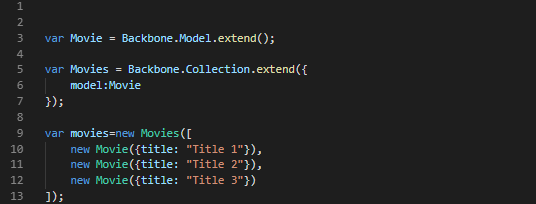 1
2
3 var Movie = Backbone.Model.extend();
4
5 var Movies = Backbone.Collection.extend({
6     model:Movie
7 });
8
9 var movies=new Movies([
10     new Movie({title: "Title 1"}),
11     new Movie({title: "Title 2"}),
12     new Movie({title: "Title 3"})
13 ]);